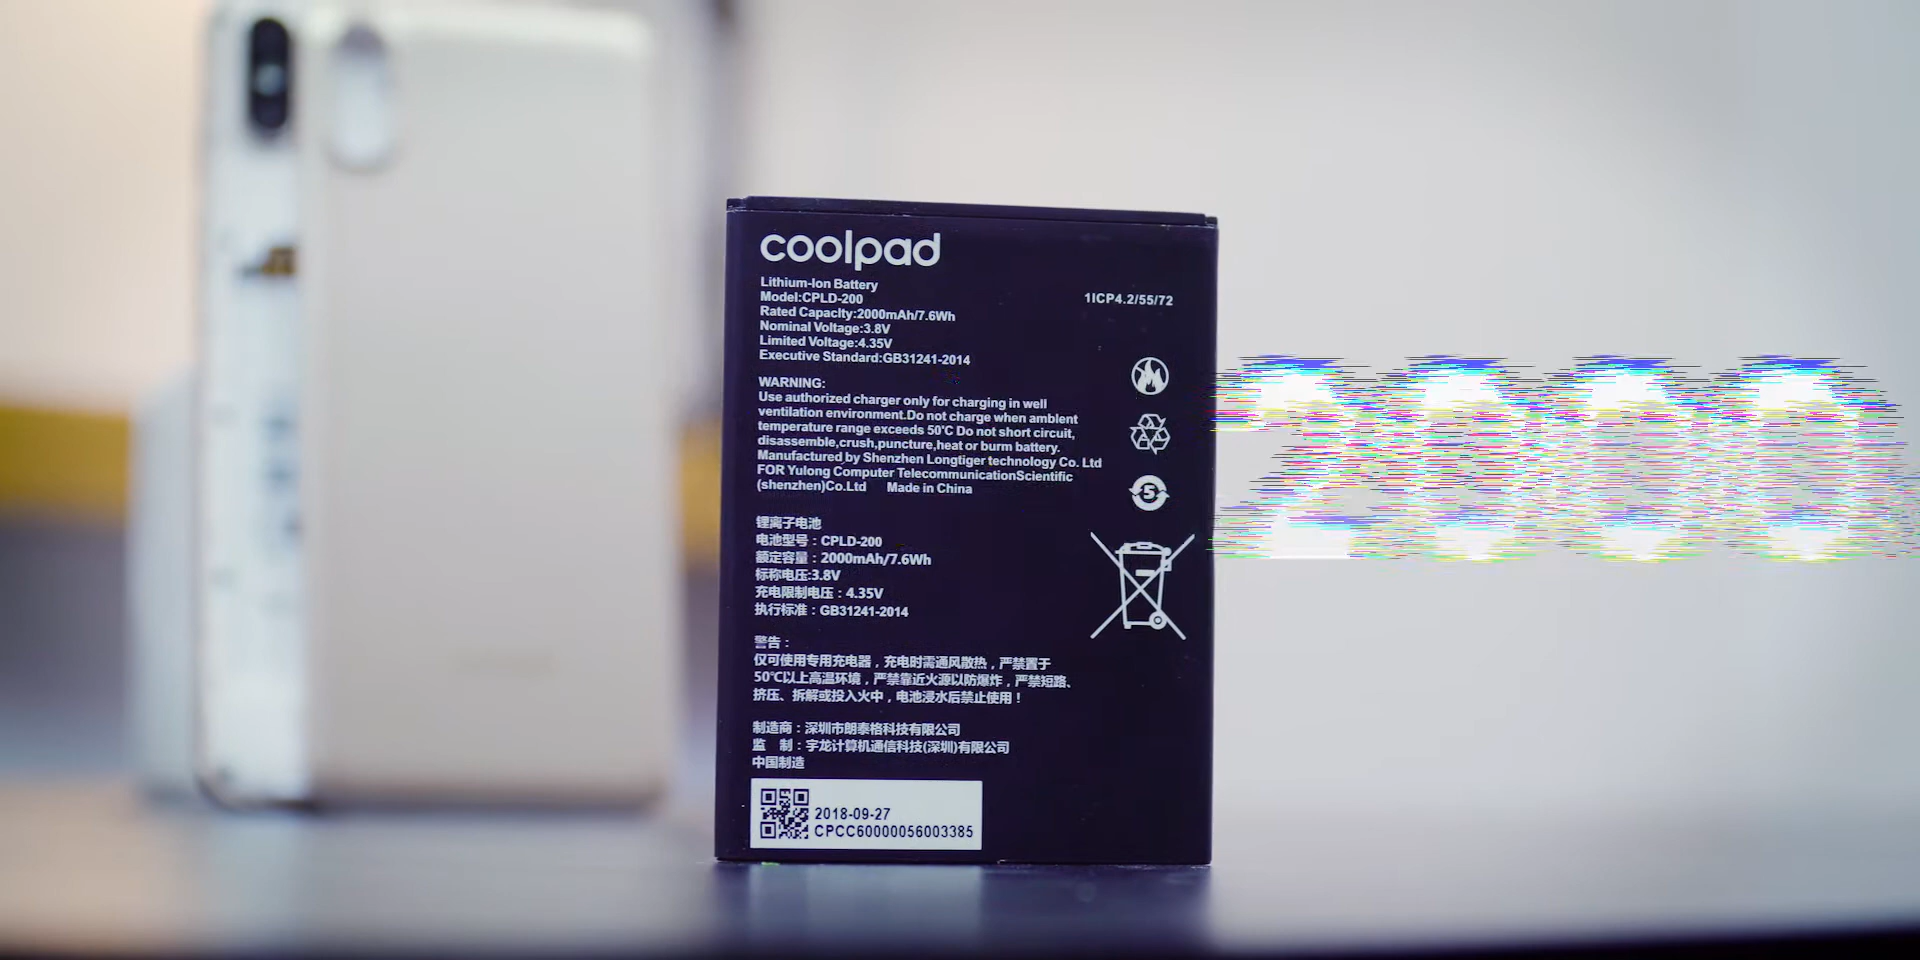 coolpad
Lithium-Ion Battery
Model:CPLD-200
Rated Capacity:2000mAh/7.6Wh
Nominal Voltage:3.8V
Limited Voltage:4.35V
Executive Standard:GB31241-2014
1ICP4.2/55/72
WARNING:
Use authorized charger only for charging in well
ventilation environment.Do not charge when ambient
temperature range exceeds 50℃ Do not short circuit,
disassemble,crush,puncture,heat or burm battery.
Manufactured by Shenzhen Longtiger technology Co. Ltd
FOR Yulong Computer TelecommunicationScientific
(shenzhen)Co.Ltd Made in China
5
2000
锂离子电池
电池型号：CPLD-200
额定容量：2000mAh/7.6Wh
标称电压:3.8V
充电限制电压：4.35V
执行标准：GB31241-2014
警告：
仅可使用专用充电器，充电时需通风散热，严禁置于
50℃以上高温环境，严禁靠近火源以防爆炸，严禁短路、
挤压、拆解或投入火中，电池浸水后禁止使用！
制造商：深圳市朗泰格科技有限公司
监 制：宇龙计算机通信科技(深圳)有限公司
中国制造
2018-09-27
CPCC60000056003385